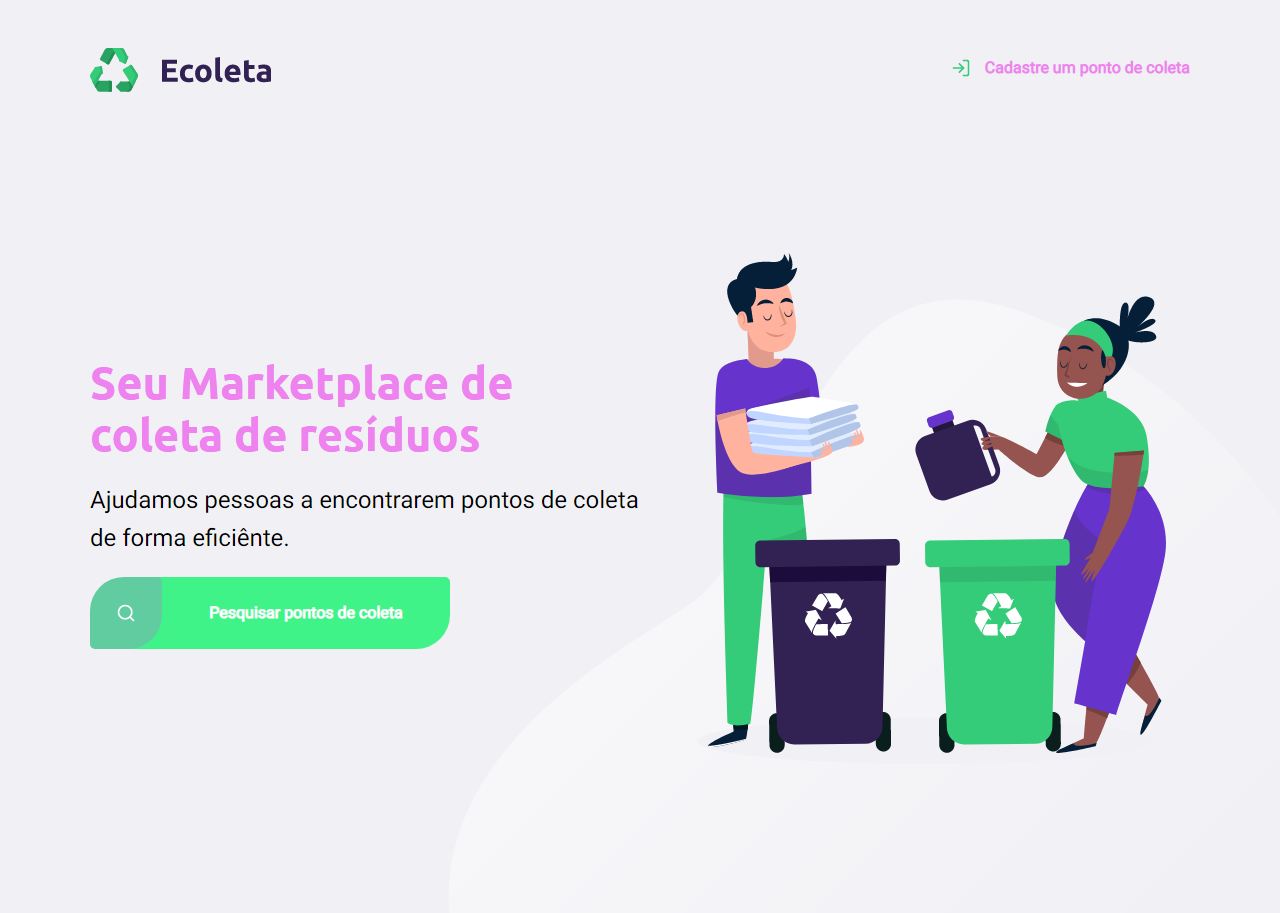 Ecoleta
Cadastre um ponto de coleta
Seu Marketplace de
coleta de resíduos
Ajudamos pessoas a encontrarem pontos de coleta
de forma eficiênte.
Pesquisar pontos de coleta